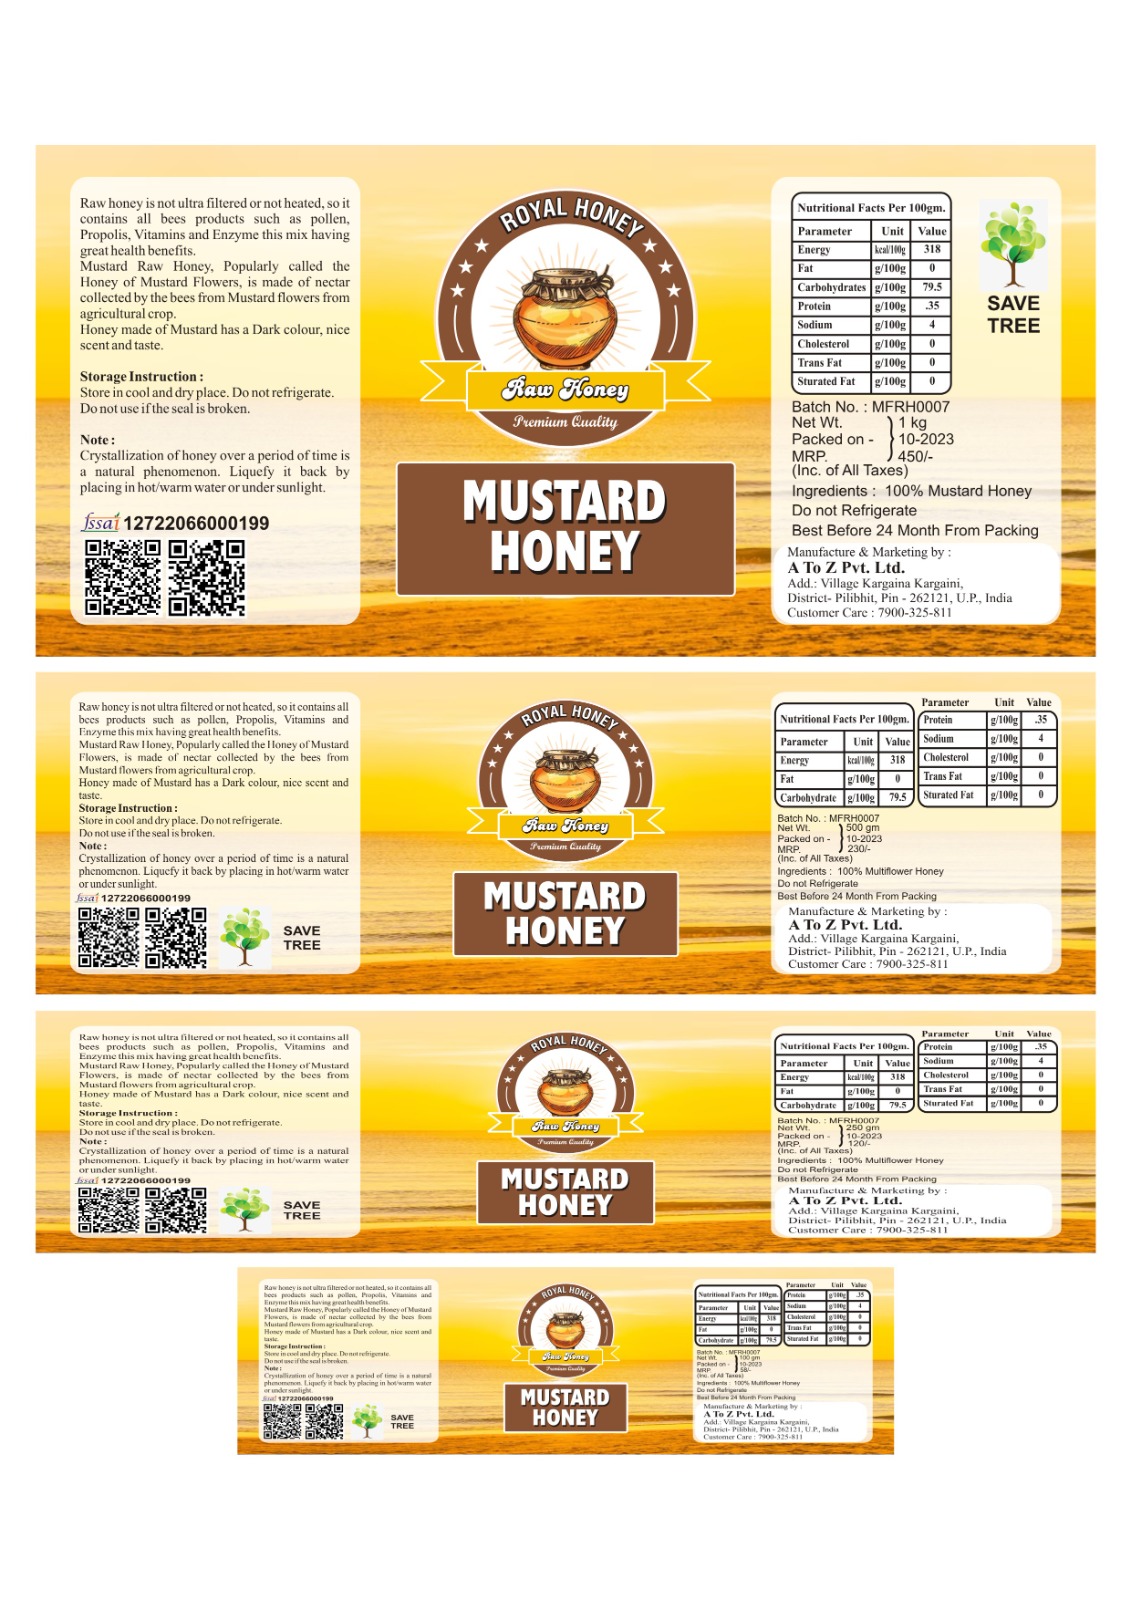 Raw honey is not ultra filtered or not heated, so it
contains all bees products such as pollen,
Propolis, Vitamins and Enzyme this mix having
great health benefits.
Mustard Raw Honey, Popularly called the
Honey of Mustard Flowers, is made of nectar
collected by the bees from Mustard flowers from
agricultural crop.
Honey made of Mustard has a Dark colour, nice
scent and taste.
Storage Instruction :
Store in cool and dry place. Do not refrigerate.
Do not use if the seal is broken.
Note :
Crystallization of honey over a period of time is
a natural phenomenon. Liquefy it back by
placing in hot/warm water or under sunlight.
fssai 12722066000199
ROYAL HONEY
Raw Honey
Premium Quality
MUSTARD
HONEY
Nutritional Facts Per 100gm.
Parameter Unit Value
Energy kcal/100g 318
Fat g/100g 0
Carbohydrates g/100g 79.5
Protein g/100g .35
Sodium g/100g 4
Cholesterol g/100g 0
Trans Fat g/100g 0
Sturated Fat g/100g 0
SAVE
TREE
Batch No. : MFRH0007
Net Wt. 1 kg
Packed on - 10-2023
MRP. 450/-
(Inc. of All Taxes)
Ingredients : 100% Mustard Honey
Do not Refrigerate
Best Before 24 Month From Packing
Manufacture & Marketing by :
A To Z Pvt. Ltd.
Add.: Village Kargaina Kargaini,
District- Pilibhit, Pin - 262121, U.P., India
Customer Care : 7900-325-811
Raw honey is not ultra filtered or not heated, so it contains all
bees products such as pollen, Propolis, Vitamins and
Enzyme this mix having great health benefits.
Mustard Raw Honey, Popularly called the Honey of Mustard
Flowers, is made of nectar collected by the bees from
Mustard flowers from agricultural crop.
Honey made of Mustard has a Dark colour, nice scent and
taste.
Storage Instruction :
Store in cool and dry place. Do not refrigerate.
Do not use if the seal is broken.
Note :
Crystallization of honey over a period of time is a natural
phenomenon. Liquefy it back by placing in hot/warm water
or under sunlight.
fssai 12722066000199
SAVE
TREE
ROYAL HONEY
Raw Honey
Premium Quality
MUSTARD
HONEY
Nutritional Facts Per 100gm.
Parameter Unit Value
Energy kcal/100g 318
Fat g/100g 0
Carbohydrate g/100g 79.5
Parameter Unit Value
Protein g/100g .35
Sodium g/100g 4
Cholesterol g/100g 0
Trans Fat g/100g 0
Sturated Fat g/100g 0
Batch No. : MFRH0007
Net Wt. 500 gm
Packed on - 10-2023
MRP. 230/-
(Inc. of All Taxes)
Ingredients : 100% Multiflower Honey
Do not Refrigerate
Best Before 24 Month From Packing
Manufacture & Marketing by :
A To Z Pvt. Ltd.
Add.: Village Kargaina Kargaini,
District- Pilibhit, Pin - 262121, U.P., India
Customer Care : 7900-325-811
Raw honey is not ultra filtered or not heated, so it contains all
bees products such as pollen, Propolis, Vitamins and
Enzyme this mix having great health benefits.
Mustard Raw Honey, Popularly called the Honey of Mustard
Flowers, is made of nectar collected by the bees from
Mustard flowers from agricultural crop.
Honey made of Mustard has a Dark colour, nice scent and
taste.
Storage Instruction :
Store in cool and dry place. Do not refrigerate.
Do not use if the seal is broken.
Note :
Crystallization of honey over a period of time is a natural
phenomenon. Liquefy it back by placing in hot/warm water
or under sunlight.
fssai 12722066000199
SAVE
TREE
ROYAL HONEY
Raw Honey
Premium Quality
MUSTARD
HONEY
Nutritional Facts Per 100gm.
Parameter Unit Value
Energy kcal/100g 318
Fat g/100g 0
Carbohydrate g/100g 79.5
Parameter Unit Value
Protein g/100g .35
Sodium g/100g 4
Cholesterol g/100g 0
Trans Fat g/100g 0
Sturated Fat g/100g 0
Batch No. : MFRH0007
Net Wt. 250 gm
Packed on - 10-2023
MRP. 120/-
(Inc. of All Taxes)
Ingredients : 100% Multiflower Honey
Do not Refrigerate
Best Before 24 Month From Packing
Manufacture & Marketing by :
A To Z Pvt. Ltd.
Add.: Village Kargaina Kargaini,
District- Pilibhit, Pin - 262121, U.P., India
Customer Care : 7900-325-811
Raw honey is not ultra filtered or not heated, so it contains all
bees products such as pollen, Propolis, Vitamins and
Enzyme this mix having great health benefits.
Mustard Raw Honey, Popularly called the Honey of Mustard
Flowers, is made of nectar collected by the bees from
Mustard flowers from agricultural crop.
Honey made of Mustard has a Dark colour, nice scent and
taste.
Storage Instruction :
Store in cool and dry place. Do not refrigerate.
Do not use if the seal is broken.
Note :
Crystallization of honey over a period of time is a natural
phenomenon. Liquefy it back by placing in hot/warm water
or under sunlight.
fssai 12722066000199
SAVE
TREE
ROYAL HONEY
Raw Honey
Premium Quality
MUSTARD
HONEY
Nutritional Facts Per 100gm.
Parameter Unit Value
Energy kcal/100g 318
Fat g/100g 0
Carbohydrate g/100g 79.5
Parameter Unit Value
Protein g/100g .35
Sodium g/100g 4
Cholesterol g/100g 0
Trans Fat g/100g 0
Sturated Fat g/100g 0
Batch No. : MFRH0007
Net Wt. 100 gm
Packed on - 10-2023
MRP. 58/-
(Inc. of All Taxes)
Ingredients : 100% Multiflower Honey
Do not Refrigerate
Best Before 24 Month From Packing
Manufacture & Marketing by :
A To Z Pvt. Ltd.
Add.: Village Kargaina Kargaini,
District- Pilibhit, Pin - 262121, U.P., India
Customer Care : 7900-325-811